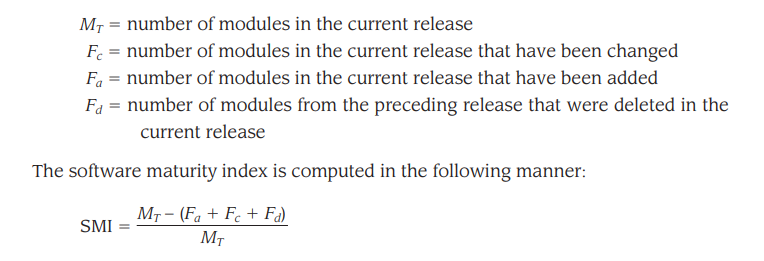 M_T = number of modules in the current release
F_c = number of modules in the current release that have been changed
F_a = number of modules in the current release that have been added
F_d = number of modules from the preceding release that were deleted in the
current release
The software maturity index is computed in the following manner:
SMI = \frac{M_T – (F_a + F_c + F_d)}{M_T}